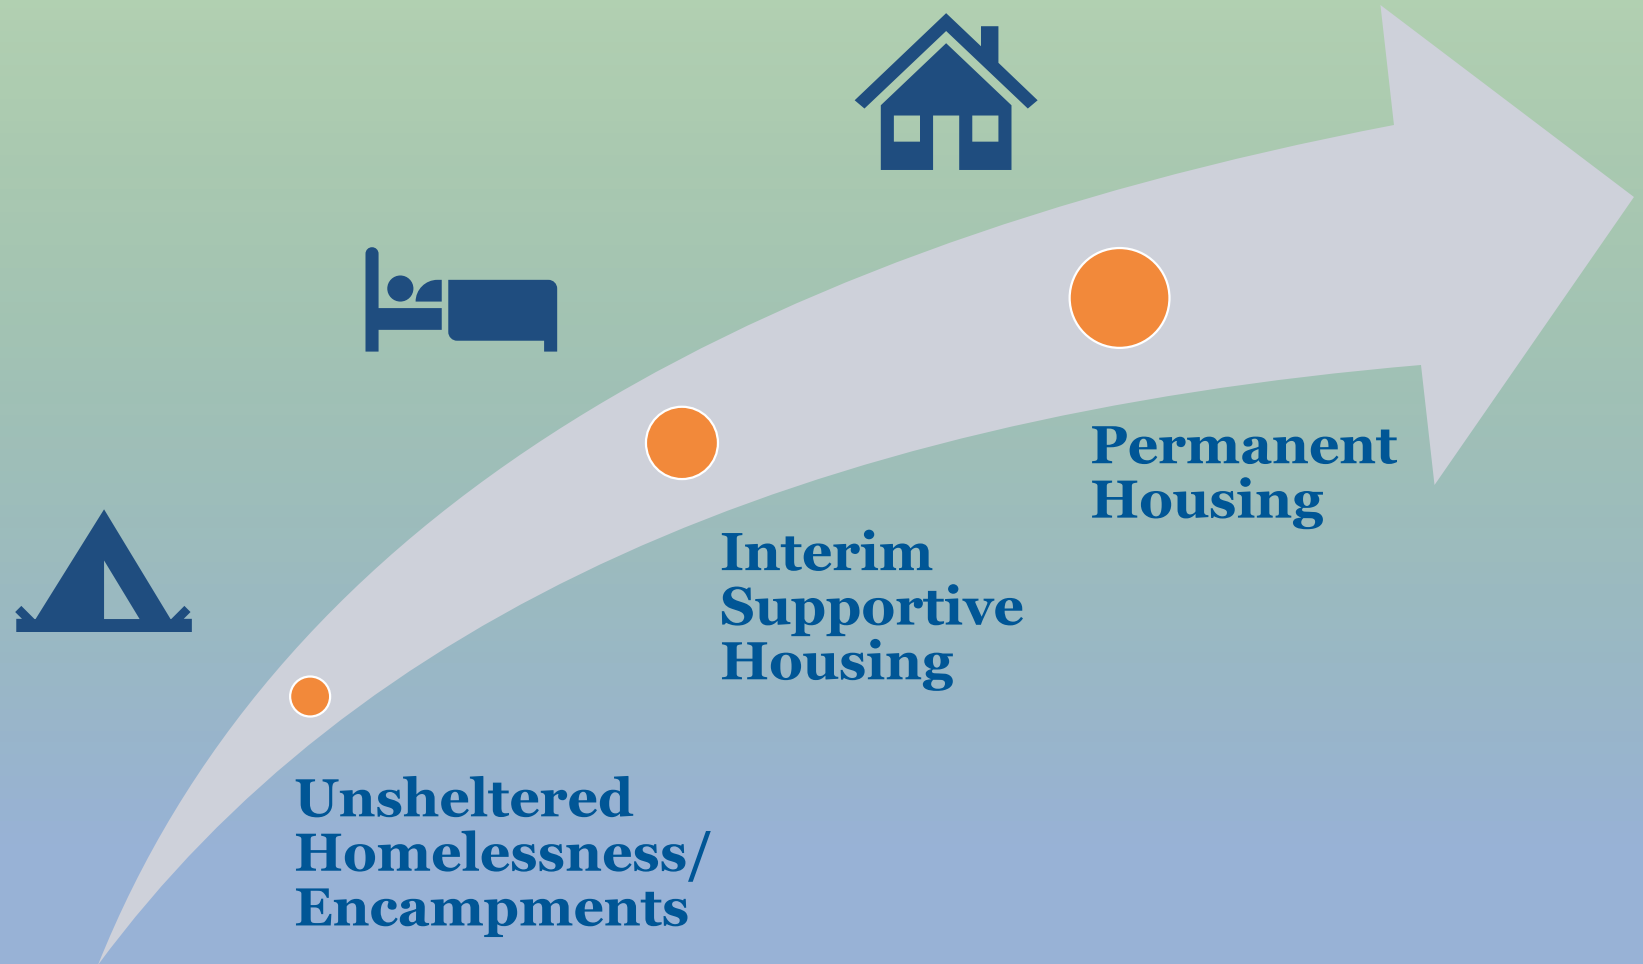 Permanent
Housing
Interim
Supportive
Housing
Unsheltered
Homelessness/
Encampments